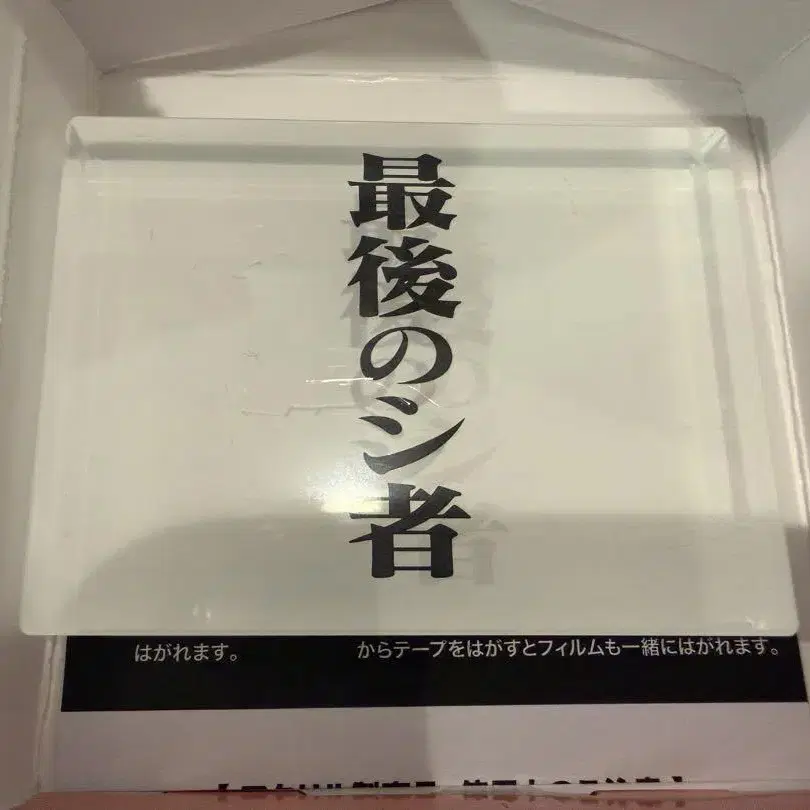 最後のシ者
はがれます。
からテープをはがすとフィルムも一緒にはがれます。